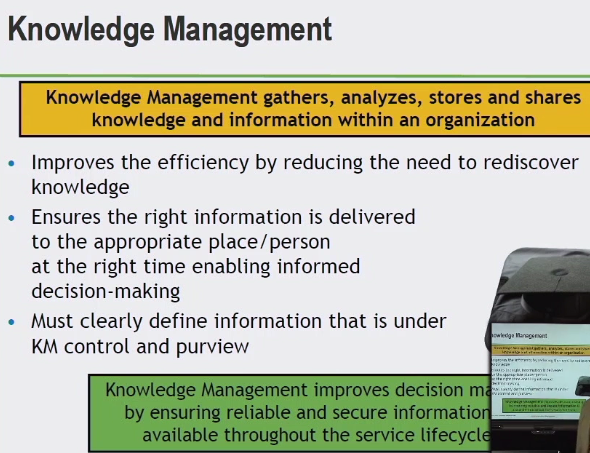 Knowledge Management
Knowledge Management gathers, analyzes, stores and shares
knowledge and information within an organization
• Improves the efficiency by reducing the need to rediscover
knowledge
• Ensures the right information is delivered
to the appropriate place/person
at the right time enabling informed
decision-making
• Must clearly define information that is under
KM control and purview
Knowledge Management improves decision ma
by ensuring reliable and secure information
available throughout the service lifecycle
Knowledge Management